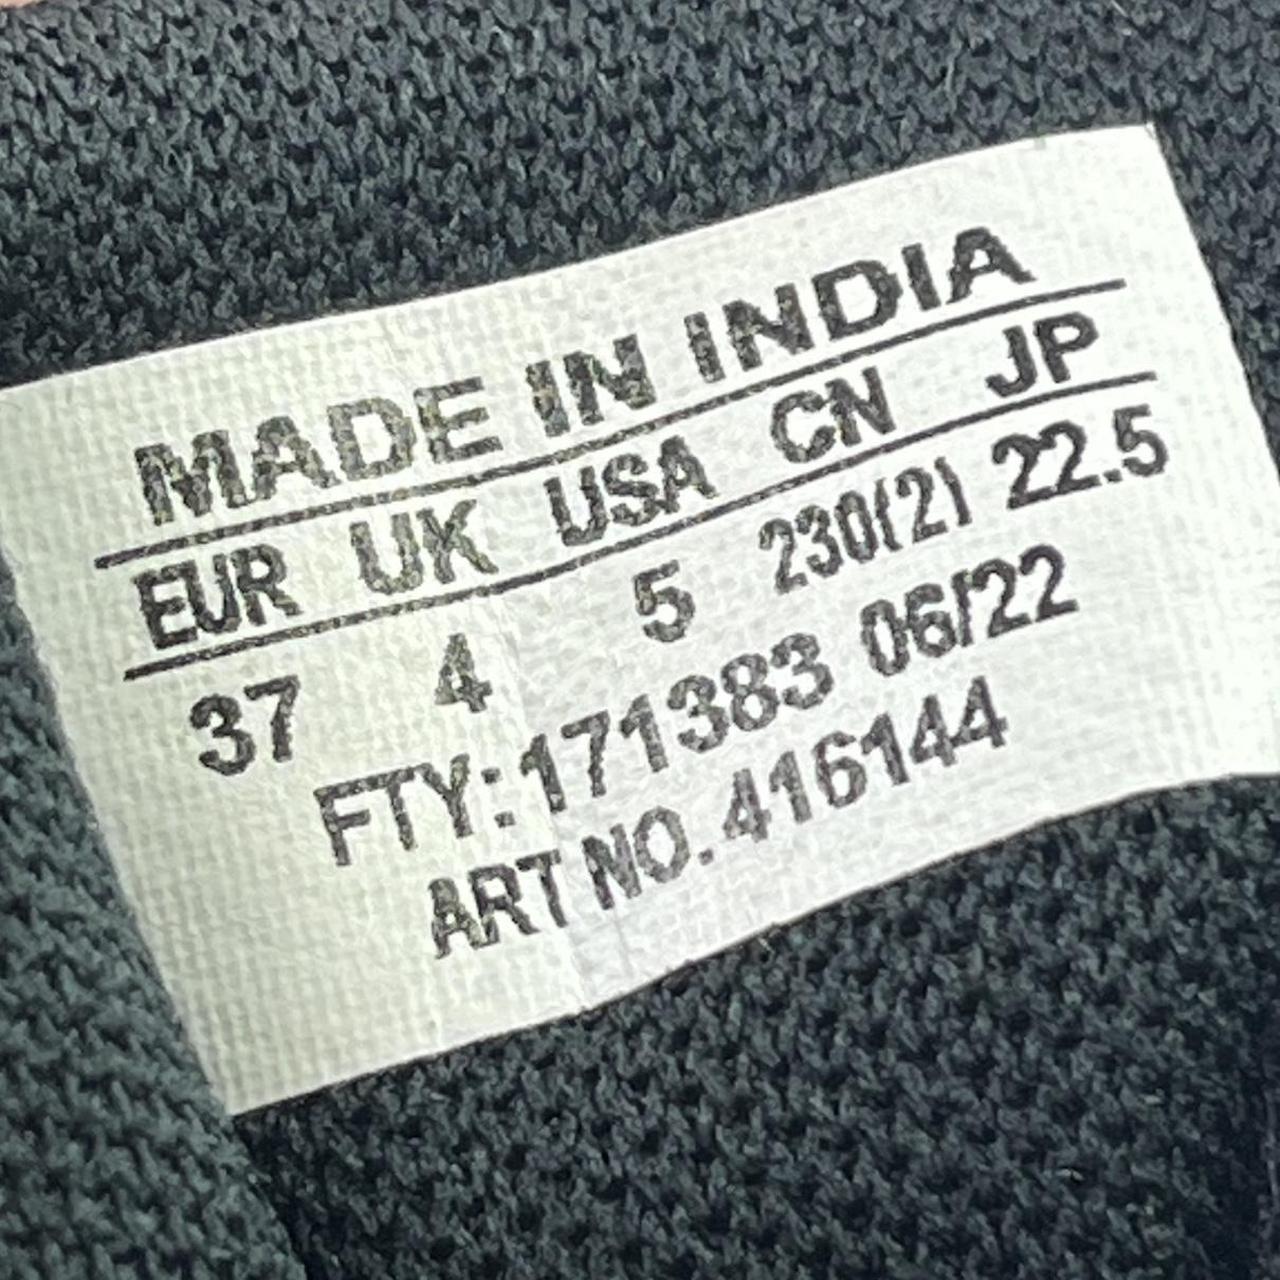 MADE IN INDIA
EUR UK USA CN JP
37 4 5 230(2) 22.5
FTY:171383 06/22
ART NO. 416144